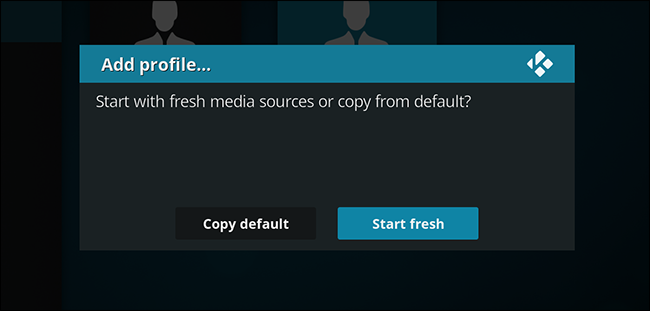 Add profile...
Start with fresh media sources or copy from default?
Copy default
Start fresh